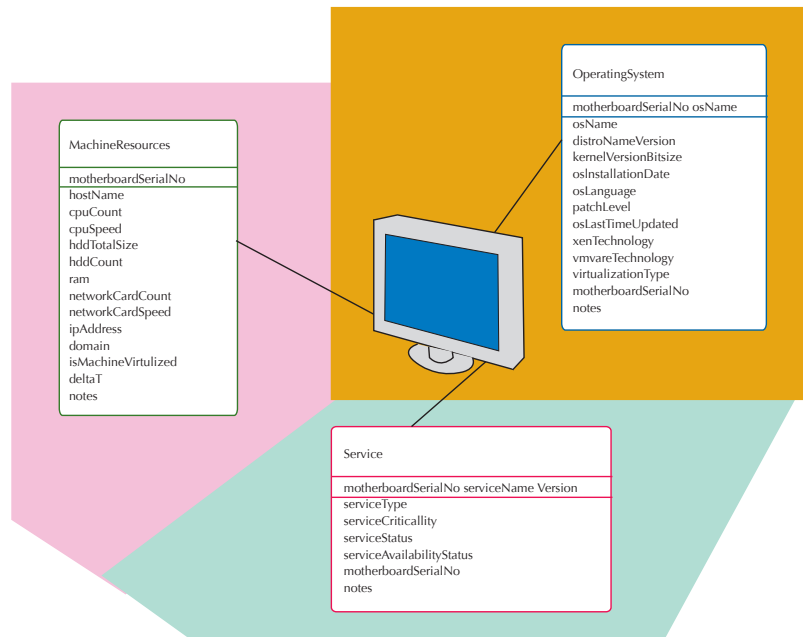 MachineResources
motherboardSerialNo
hostName
cpuCount
cpuSpeed
hddTotalSize
hddCount
ram
networkCardCount
networkCardSpeed
ipAddress
domain
isMachineVirtulized
deltaT
notes
OperatingSystem
motherboardSerialNo osName
osName
distroNameVersion
kernelVersionBitsize
osInstallationDate
osLanguage
patchLevel
osLastTimeUpdated
xenTechnology
vmvareTechnology
virtualizationType
motherboardSerialNo
notes
Service
motherboardSerialNo serviceName Version
serviceType
serviceCriticallity
serviceStatus
serviceAvailabilityStatus
motherboardSerialNo
notes